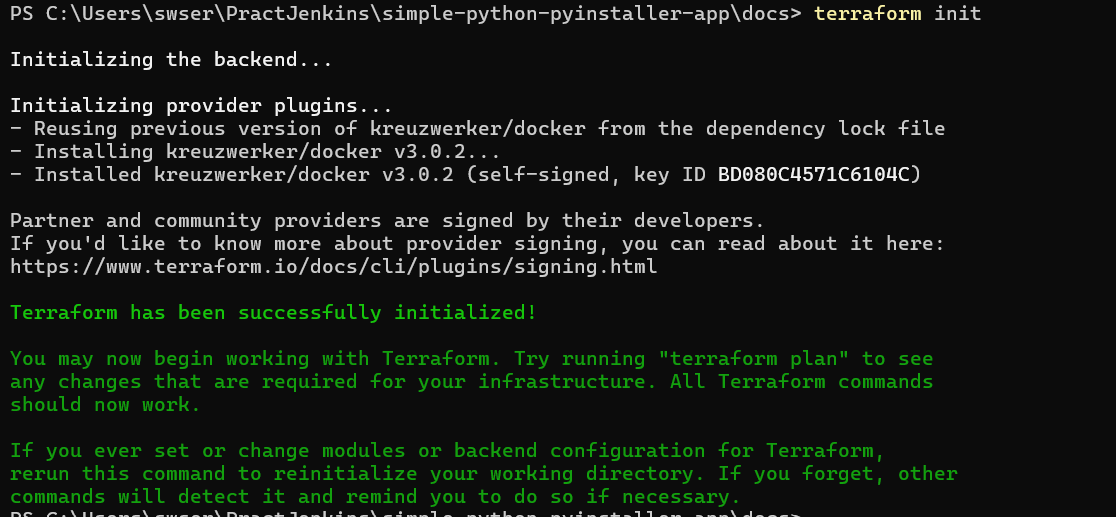 PS C:\Users\swser\PractJenkins\simple-python-pyinstaller-app\docs> terraform init
Initializing the backend...
Initializing provider plugins...
- Reusing previous version of kreuzwerker/docker from the dependency lock file
- Installing kreuzwerker/docker v3.0.2...
- Installed kreuzwerker/docker v3.0.2 (self-signed, key ID BD080C4571C6104C)
Partner and community providers are signed by their developers.
If you'd like to know more about provider signing, you can read about it here:
https://www.terraform.io/docs/cli/plugins/signing.html
Terraform has been successfully initialized!
You may now begin working with Terraform. Try running "terraform plan" to see
any changes that are required for your infrastructure. All Terraform commands
should now work.
If you ever set or change modules or backend configuration for Terraform,
rerun this command to reinitialize your working directory. If you forget, other
commands will detect it and remind you to do so if necessary.
PS C:\Users\swser\PractJenkins\simple-python-pyinstaller-app\docs>